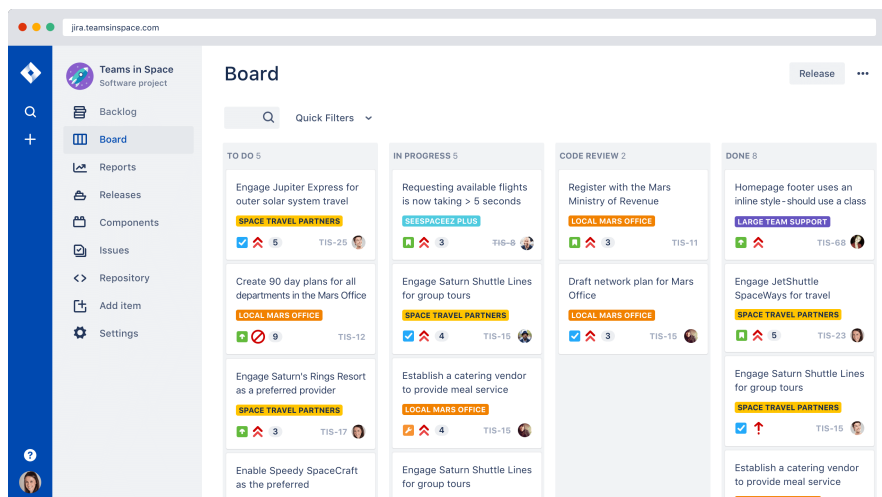 jira.teamsinspace.com
Teams in Space
Software project
Backlog
Board
Reports
Releases
Components
Issues
Repository
Add item
Settings
Board
Release
Quick Filters
TO DO 5
Engage Jupiter Express for
outer solar system travel
SPACE TRAVEL PARTNERS
5 TIS-25
Create 90 day plans for all
departments in the Mars Office
LOCAL MARS OFFICE
9 TIS-12
Engage Saturn's Rings Resort
as a preferred provider
SPACE TRAVEL PARTNERS
3 TIS-17
Enable Speedy SpaceCraft
as the preferred
IN PROGRESS 5
Requesting available flights
is now taking > 5 seconds
SEESPACEEZ PLUS
3 TIS-8
Engage Saturn Shuttle Lines
for group tours
SPACE TRAVEL PARTNERS
4 TIS-15
Establish a catering vendor
to provide meal service
LOCAL MARS OFFICE
4 TIS-15
Engage Saturn Shuttle Lines
for group tours
CODE REVIEW 2
Register with the Mars
Ministry of Revenue
LOCAL MARS OFFICE
3 TIS-11
Draft network plan for Mars
Office
LOCAL MARS OFFICE
3 TIS-15
DONE 8
Homepage footer uses an
inline style-should use a class
LARGE TEAM SUPPORT
TIS-68
Engage JetShuttle
SpaceWays for travel
SPACE TRAVEL PARTNERS
5 TIS-23
Engage Saturn Shuttle Lines
for group tours
SPACE TRAVEL PARTNERS
TIS-15
Establish a catering vendor
to provide meal service